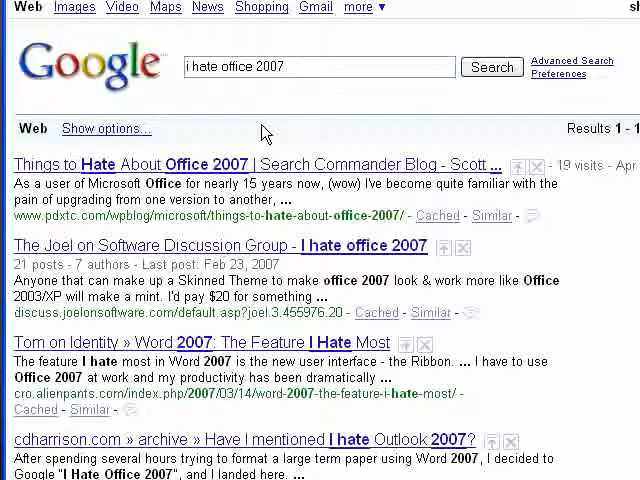 Web Images Video Maps News Shopping Gmail more ▼
Google i hate office 2007 Search Advanced Search
Preferences
Web Show options... Results 1 - 1
Things to Hate About Office 2007 | Search Commander Blog - Scott ... - 19 visits - Apr
As a user of Microsoft Office for nearly 15 years now, (wow) I've become quite familiar with the
pain of upgrading from one version to another, ...
www.pdxtc.com/wpblog/microsoft/things-to-hate-about-office-2007/ - Cached - Similar -
The Joel on Software Discussion Group - I hate office 2007
21 posts - 7 authors - Last post: Feb 23, 2007
Anyone that can make up a Skinned Theme to make office 2007 look & work more like Office
2003/XP will make a mint. I'd pay $20 for something ...
discuss.joelonsoftware.com/default.asp?joel.3.455976.20 - Cached - Similar -
Tom on Identity » Word 2007: The Feature I Hate Most
The feature I hate most in Word 2007 is the new user interface - the Ribbon. ... I have to use
Office 2007 at work and my productivity has been dramatically ...
cro.alienpants.com/index.php/2007/03/14/word-2007-the-feature-i-hate-most/ -
Cached - Similar -
cdharrison.com » archive » Have I mentioned I hate Outlook 2007?
After spending several hours trying to format a large term paper using Word 2007, I decided to
Google "I Hate Office 2007", and I landed here. ...